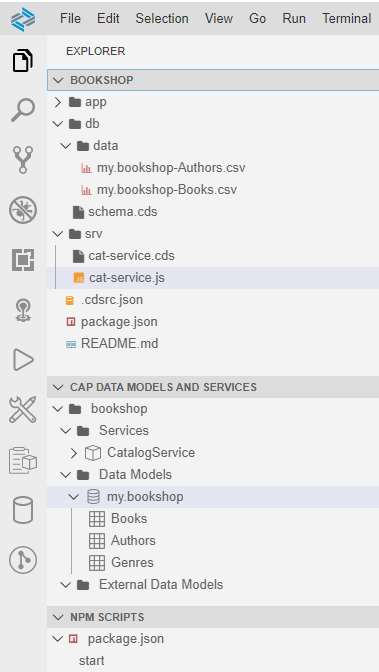 File Edit Selection View Go Run Terminal
EXPLORER
BOOKSHOP
app
db
data
my.bookshop-Authors.csv
my.bookshop-Books.csv
schema.cds
srv
cat-service.cds
cat-service.js
.cdsrc.json
package.json
README.md
CAP DATA MODELS AND SERVICES
bookshop
Services
CatalogService
Data Models
my.bookshop
Books
Authors
Genres
External Data Models
NPM SCRIPTS
package.json
start